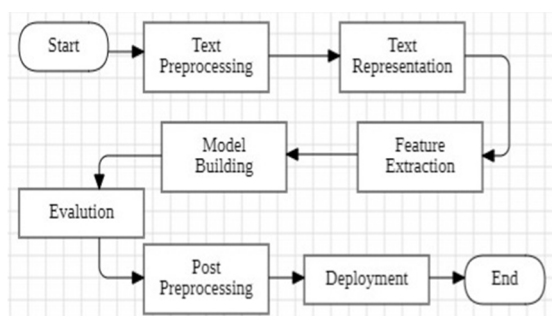 Start
Text
Preprocessing
Text
Representation
Feature
Extraction
Model
Building
Evalution
Post
Preprocessing
Deployment
End